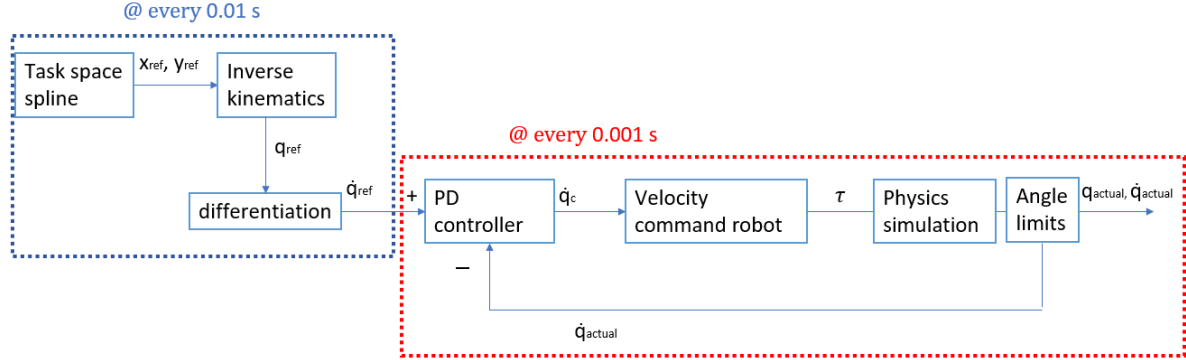 @ every 0.01 s
Task space
spline
xref, yref
Inverse
kinematics
qref
differentiation
q̇ref
@ every 0.001 s
+
PD
controller
−
q̇c
Velocity
command robot
τ
Physics
simulation
Angle
limits
qactual, q̇actual
q̇actual